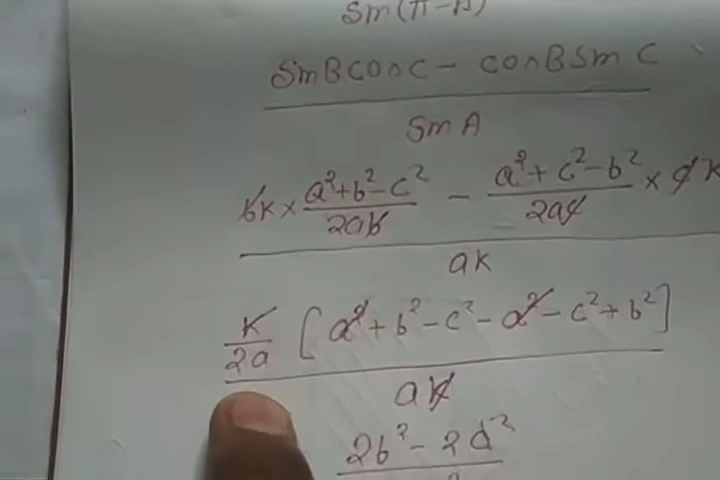 sin(π-A)
sinBcosC - cosBsinC
sinA
bk × a²+b²-c²/2ab - a²+c²-b²/2ac × ck
ak
k/2a [a²+b²-c²-a²-c²+b²]
ak
2b²-2c²